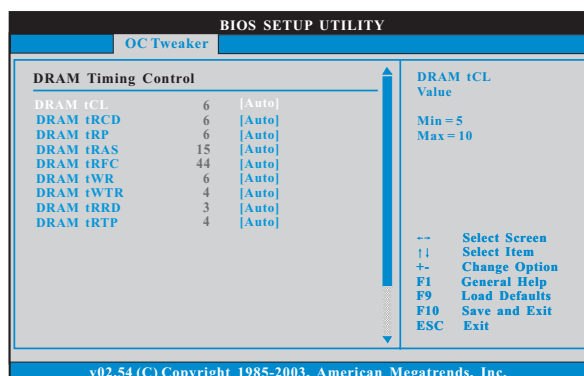 BIOS SETUP UTILITY
OC Tweaker
DRAM Timing Control
DRAM tCL 6 [Auto]
DRAM tRCD 6 [Auto]
DRAM tRP 6 [Auto]
DRAM tRAS 15 [Auto]
DRAM tRFC 44 [Auto]
DRAM tWR 6 [Auto]
DRAM tWTR 4 [Auto]
DRAM tRRD 3 [Auto]
DRAM tRTP 4 [Auto]
DRAM tCL
Value
Min = 5
Max = 10
←→ Select Screen
↑↓ Select Item
+- Change Option
F1 General Help
F9 Load Defaults
F10 Save and Exit
ESC Exit
v02.54 (C) Copyright 1985-2003, American Megatrends, Inc.